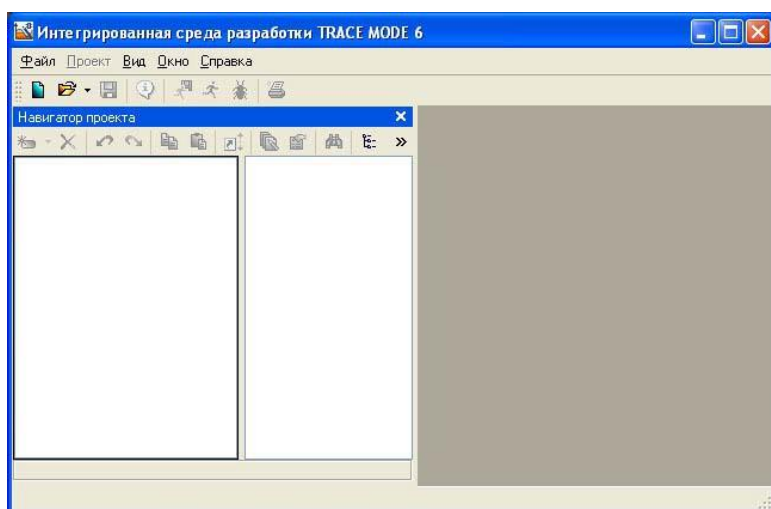 Интегрированная среда разработки TRACE MODE 6
Файл Проект Вид Окно Справка
Навигатор проекта